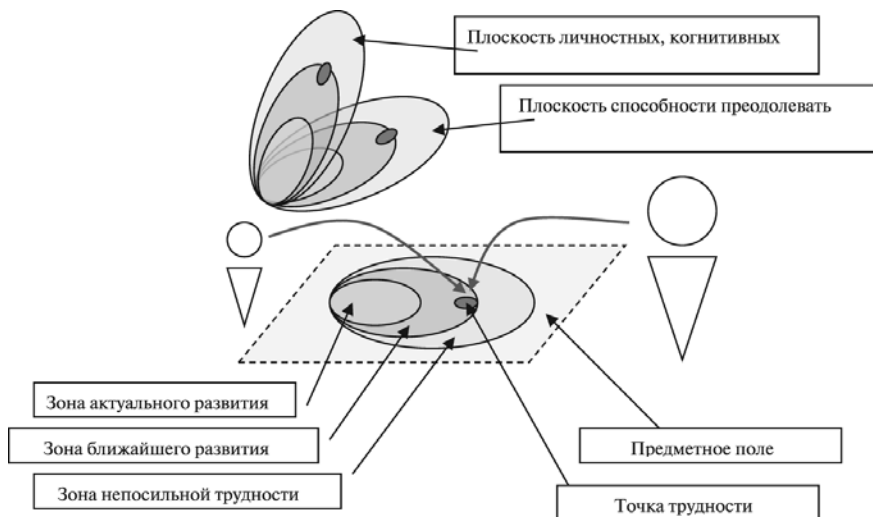 Плоскость личностных, когнитивных
Плоскость способности преодолевать
Зона актуального развития
Зона ближайшего развития
Зона непосильной трудности
Предметное поле
Точка трудности